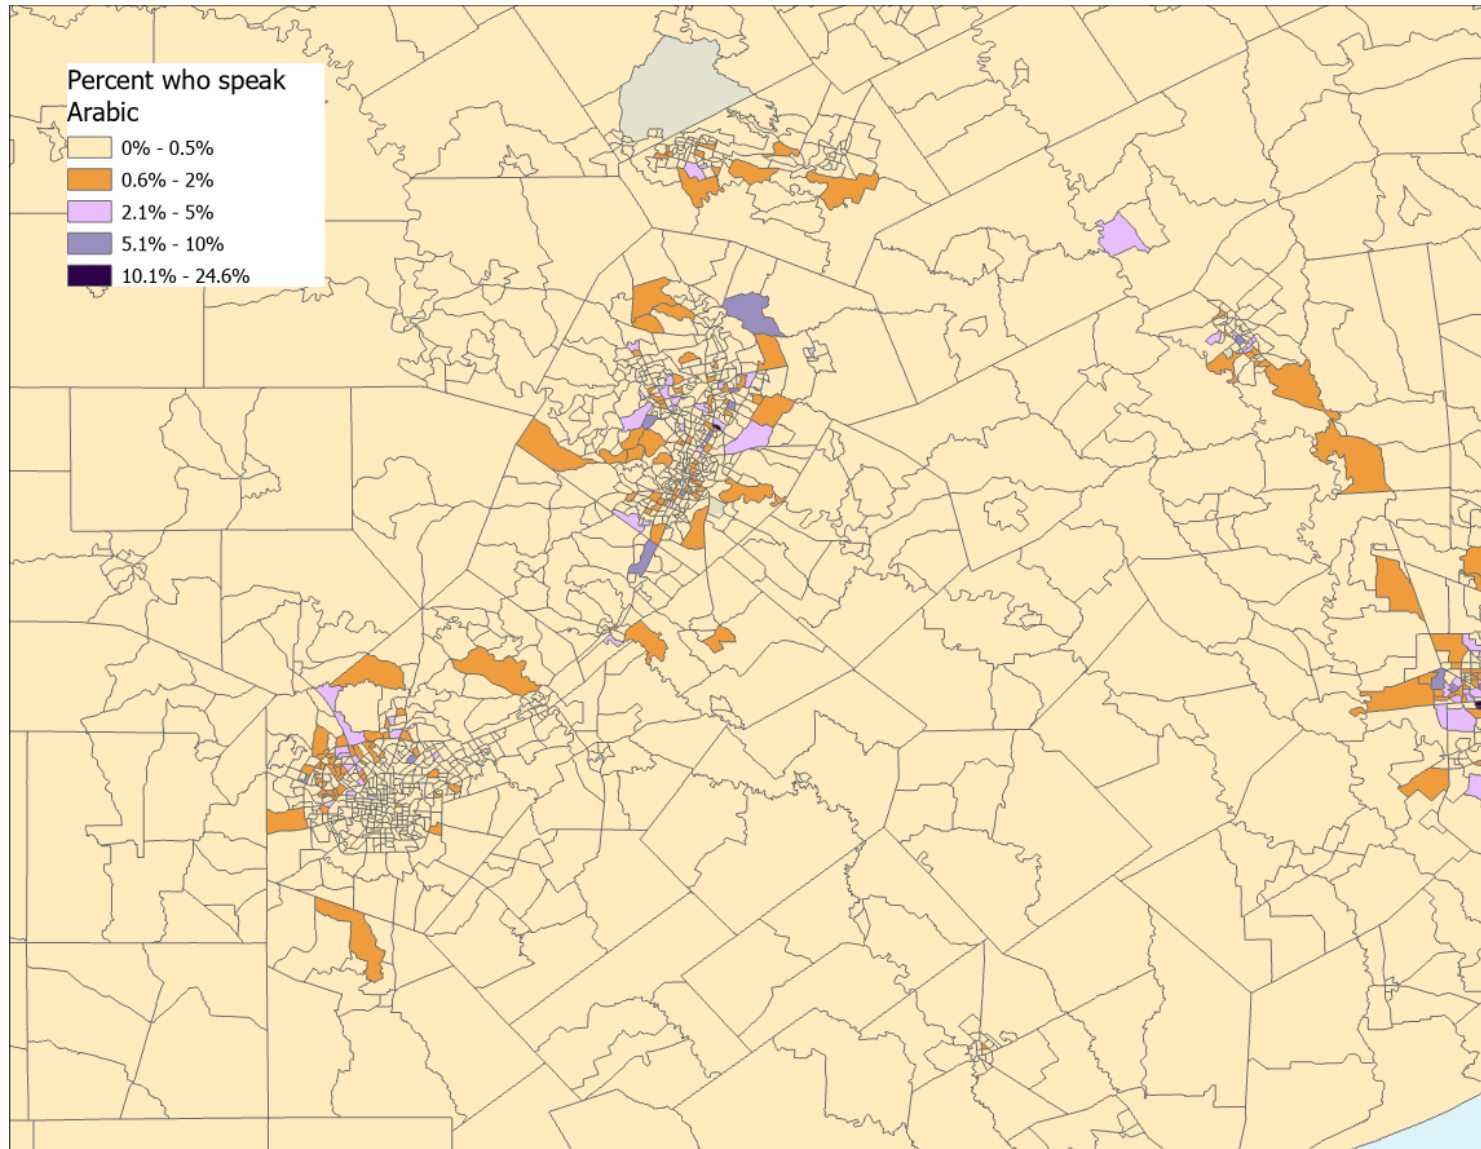 Percent who speak
Arabic
0% - 0.5%
0.6% - 2%
2.1% - 5%
5.1% - 10%
10.1% - 24.6%